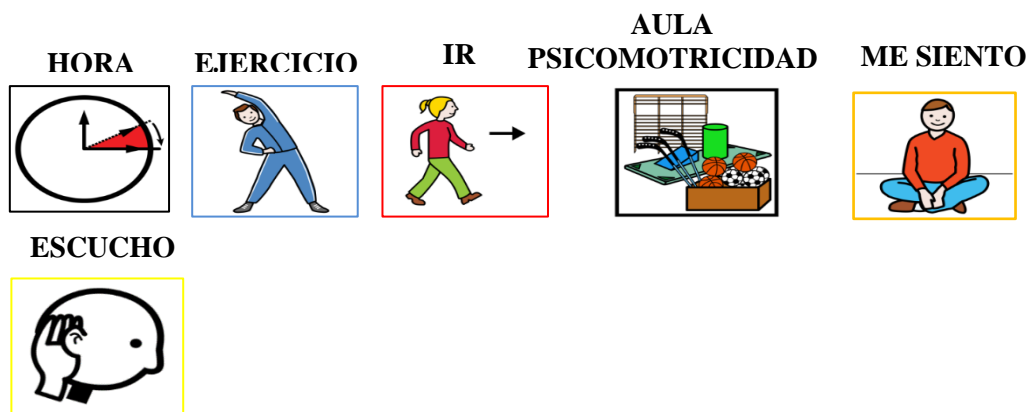 HORA
EJERCICIO
IR
AULA
PSICOMOTRICIDAD
ME SIENTO
ESCUCHO